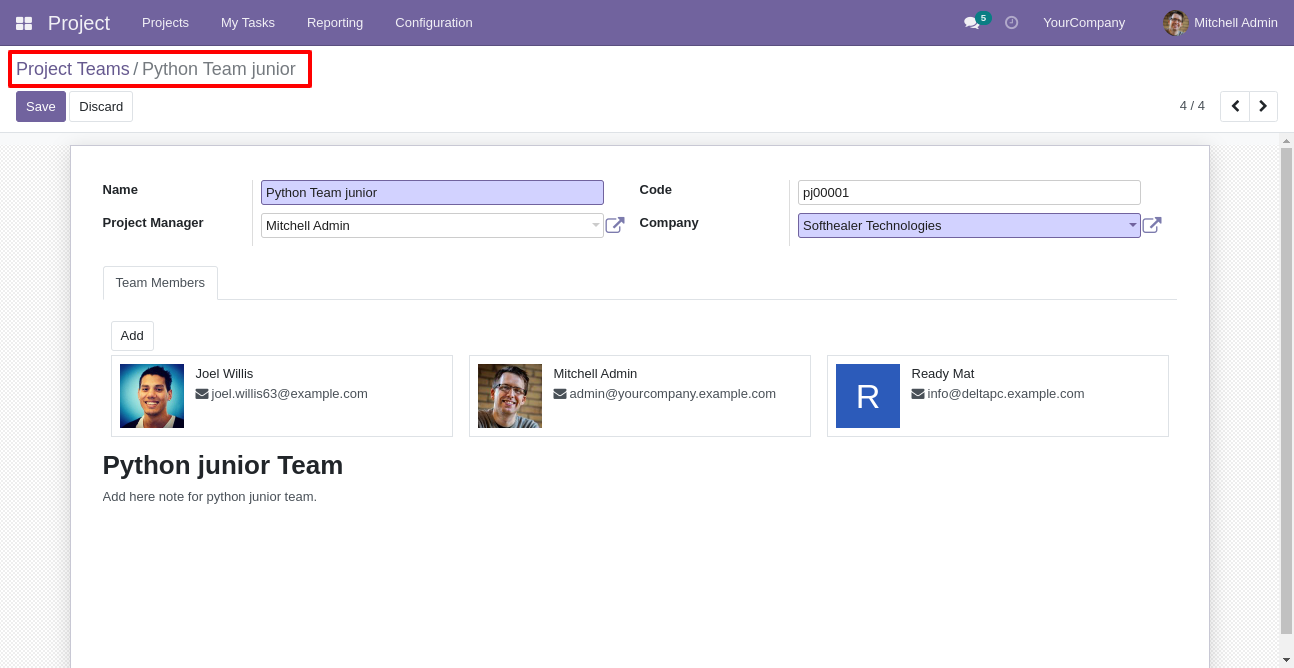 Project Projects My Tasks Reporting Configuration 5 YourCompany Mitchell Admin
Project Teams / Python Team junior
Save Discard 4 / 4
Name Python Team junior Code pj00001
Project Manager Mitchell Admin Company Softhealer Technologies
Team Members
Add
Joel Willis
joel.willis63@example.com
Mitchell Admin
admin@yourcompany.example.com
R
Ready Mat
info@deltapc.example.com
Python junior Team
Add here note for python junior team.